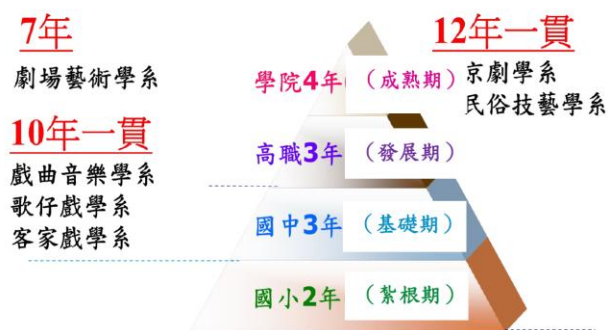 7年
劇場藝術學系
10年一貫
戲曲音樂學系
歌仔戲學系
客家戲學系
12年一貫
京劇學系
民俗技藝學系
學院4年（成熟期）
高職3年（發展期）
國中3年（基礎期）
國小2年（紮根期）